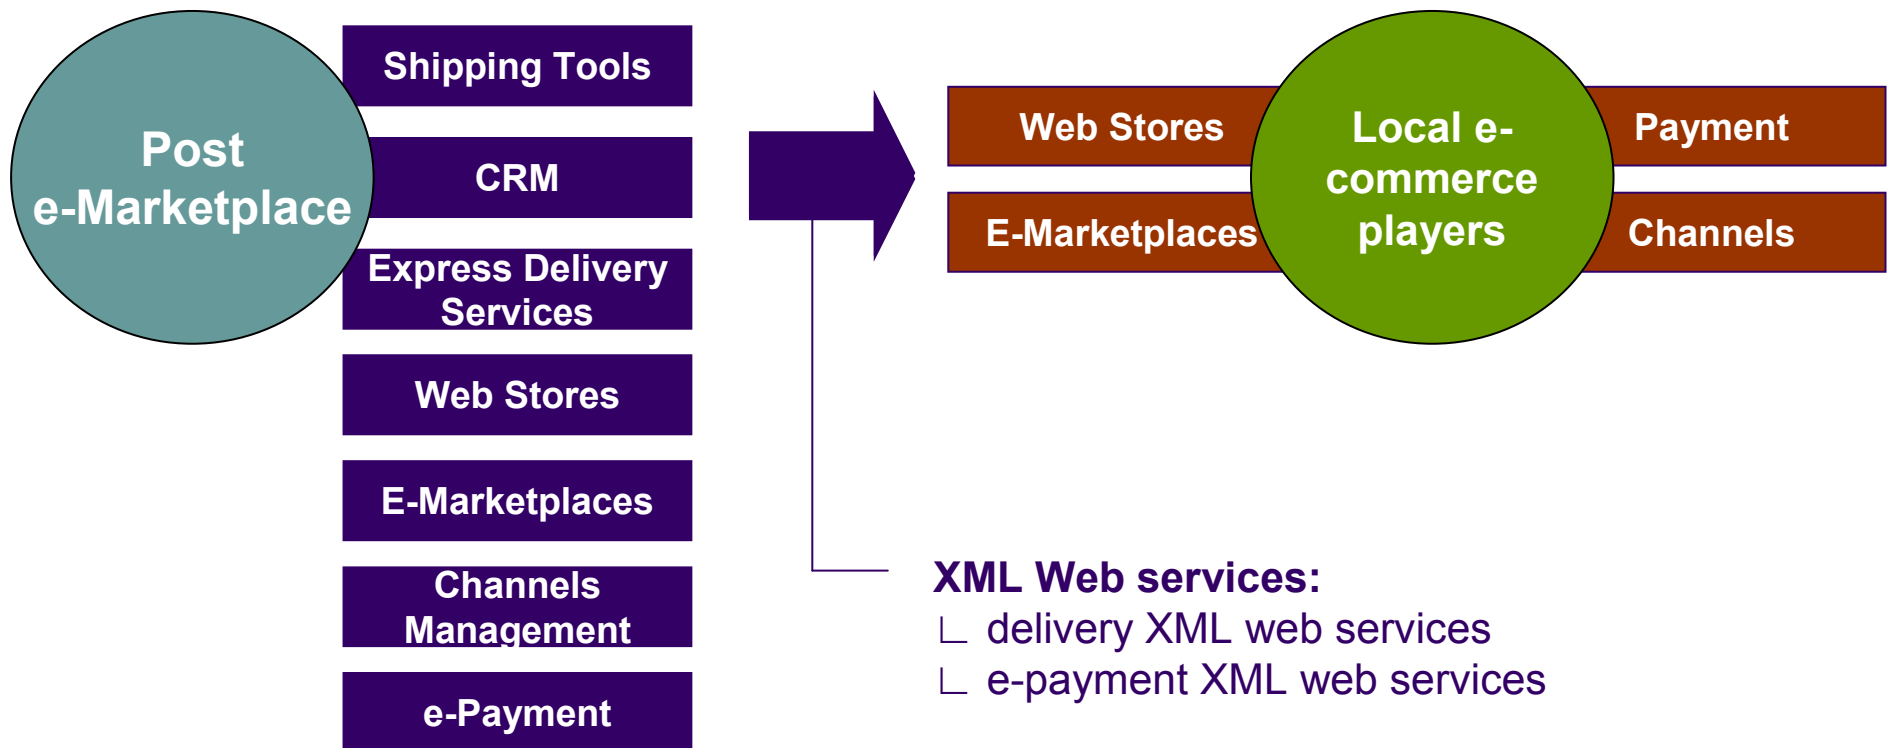 Post
e-Marketplace
Shipping Tools
CRM
Express Delivery
Services
Web Stores
E-Marketplaces
Channels
Management
e-Payment
Web Stores
E-Marketplaces
Local e-
commerce
players
Payment
Channels
XML Web services:
∟ delivery XML web services
∟ e-payment XML web services